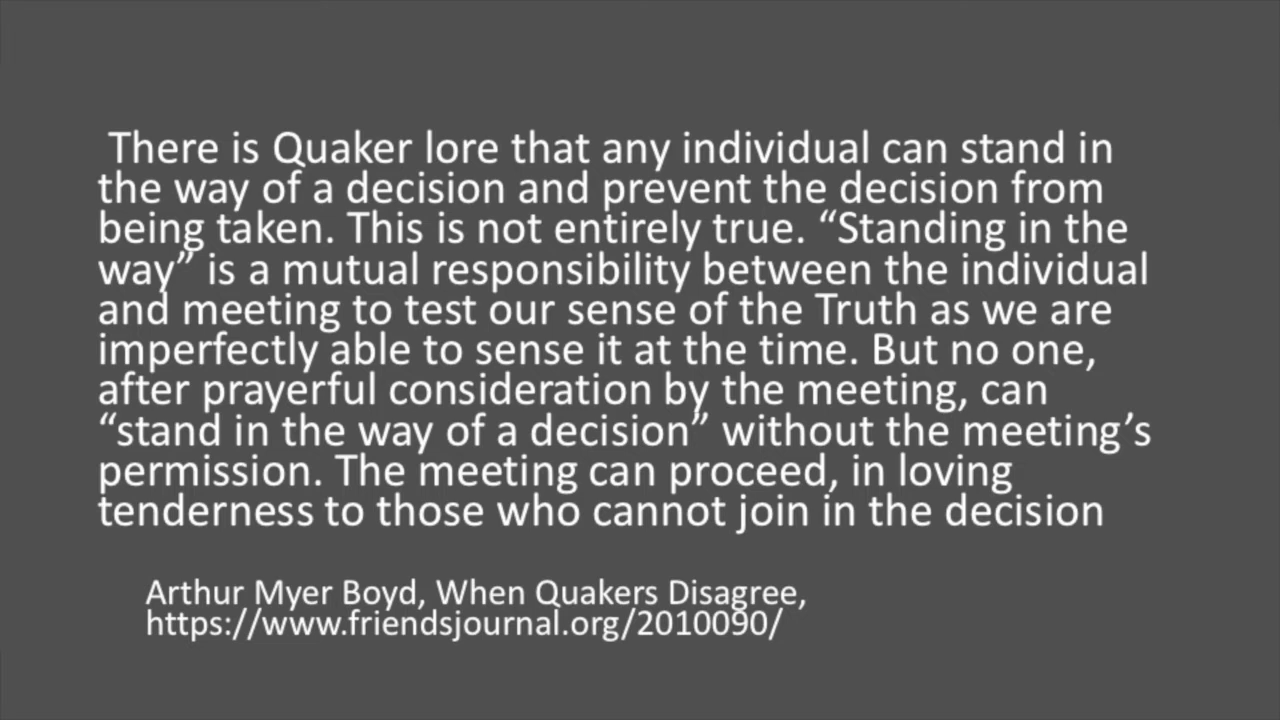 There is Quaker lore that any individual can stand in
the way of a decision and prevent the decision from
being taken. This is not entirely true. “Standing in the
way” is a mutual responsibility between the individual
and meeting to test our sense of the Truth as we are
imperfectly able to sense it at the time. But no one,
after prayerful consideration by the meeting, can
“stand in the way of a decision” without the meeting’s
permission. The meeting can proceed, in loving
tenderness to those who cannot join in the decision
Arthur Myer Boyd, When Quakers Disagree,
https://www.friendsjournal.org/2010090/